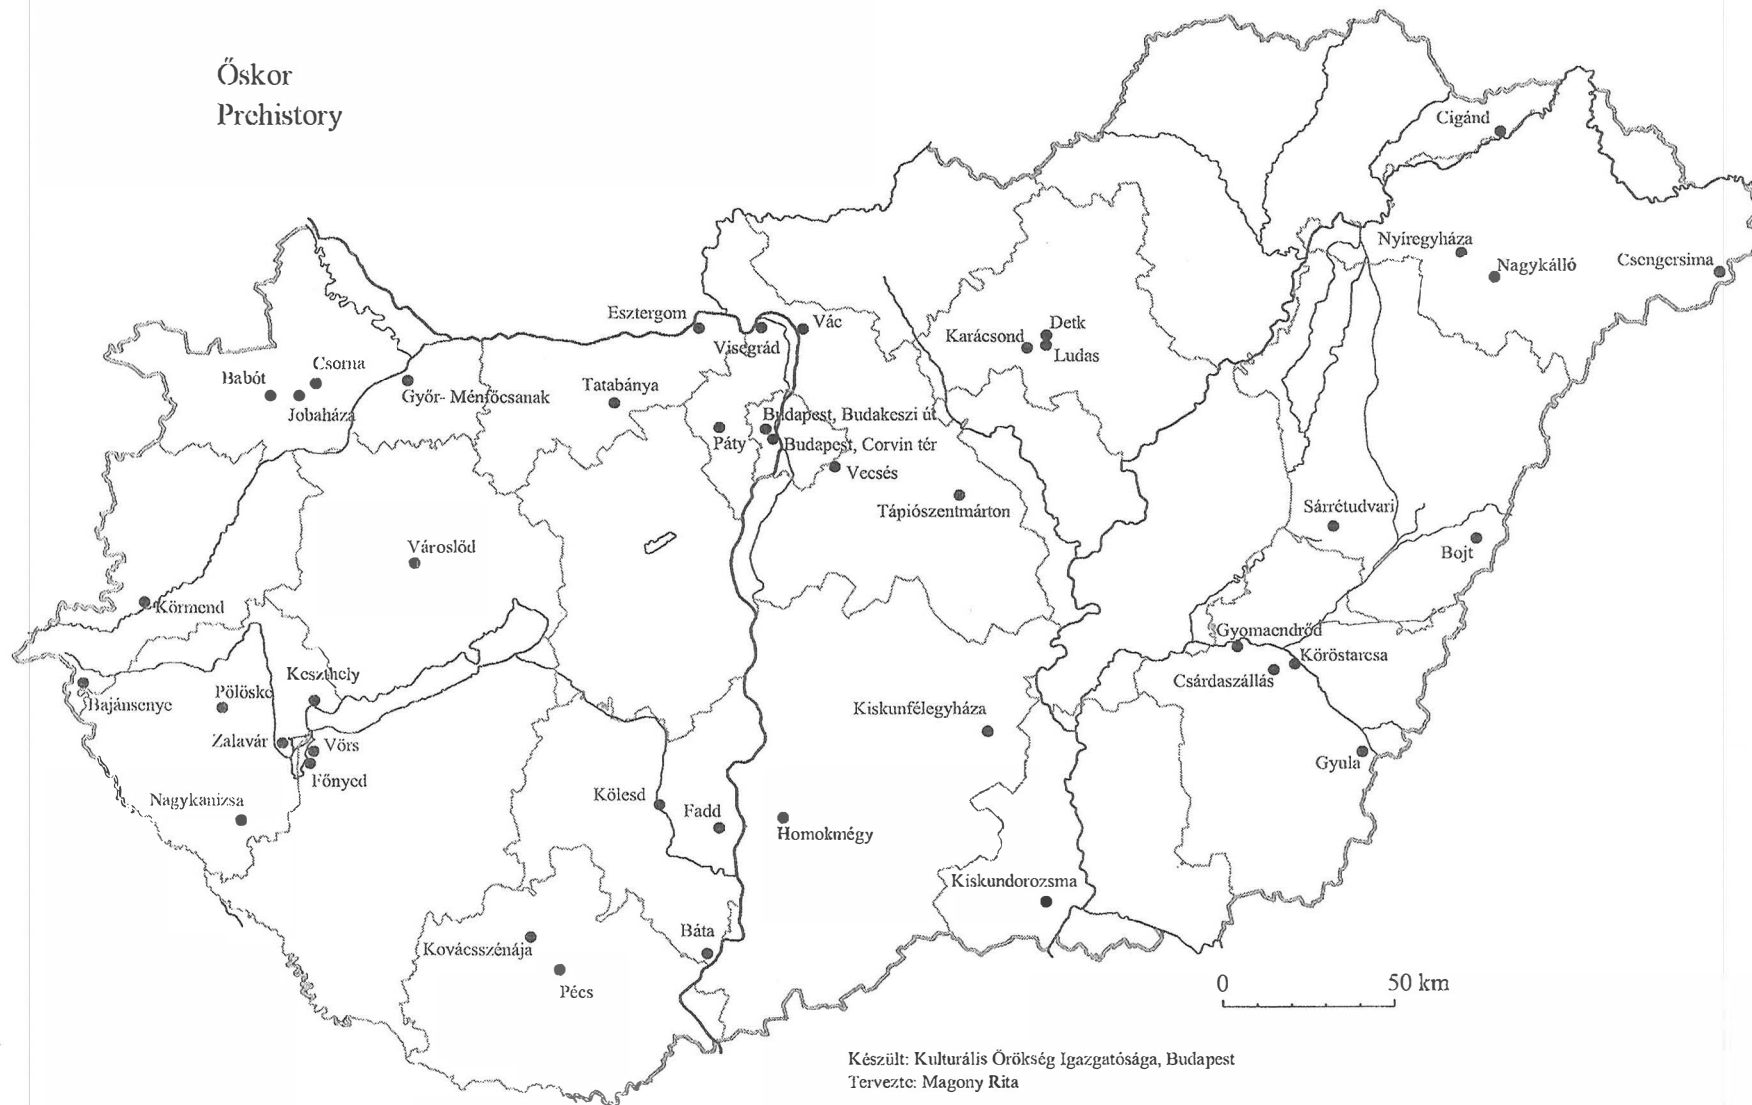 Őskor
Prehistory
Cigánd
Nyíregyháza
Nagykálló
Csengersima
Esztergom
Visegrád
Vác
Karácsond
Detk
Ludas
Csorna
Babót
Jobaháza
Győr- Ménfőcsanak
Tatabánya
Páty
Budapest, Budakeszi út
Budapest, Corvin tér
Vecsés
Tápiószentmárton
Sárrétudvari
Bojt
Városlőd
Körmend
Gyomaendrőd
Köröstarcsa
Csárdaszállás
Keszthely
Pölöske
Bajánsenye
Zalavár
Vörs
Főnyed
Kiskunfélegyháza
Gyula
Nagykanizsa
Kölesd
Fadd
Homokmégy
Kiskundorozsma
Báta
Kovácsszénája
Pécs
0 50 km
Készült: Kulturális Örökség Igazgatósága, Budapest
Tervezte: Magony Rita